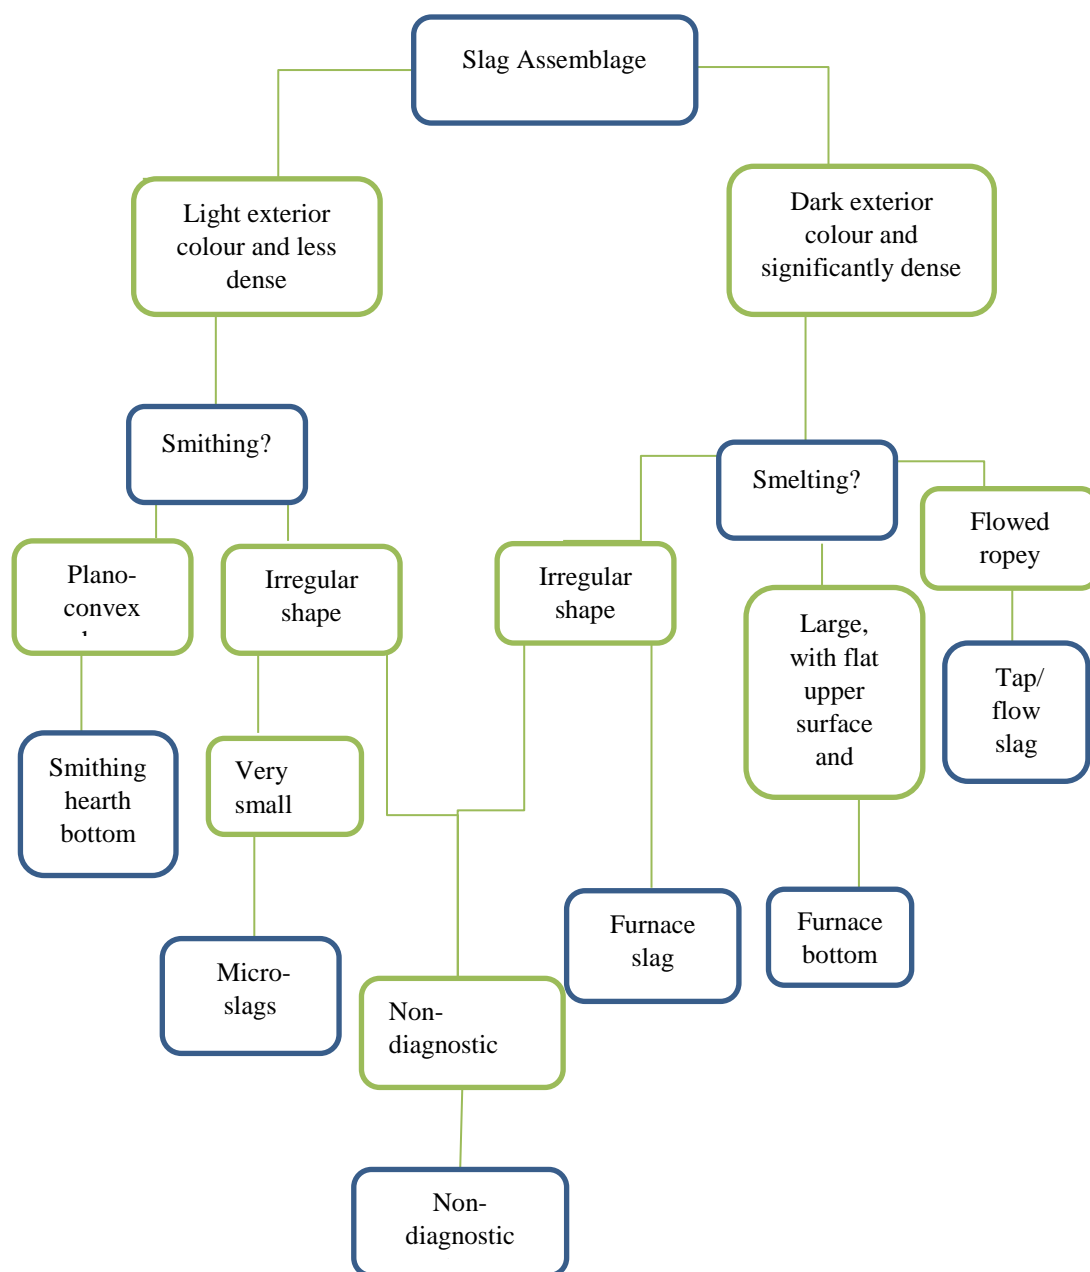 Slag Assemblage
Light exterior
colour and less
dense
Dark exterior
colour and
significantly dense
Smithing?
Smelting?
Plano-
convex
Irregular
shape
Irregular
shape
Flowed
ropey
Large,
with flat
upper
surface
and
Tap/
flow
slag
Smithing
hearth
bottom
Very
small
Micro-
slags
Furnace
slag
Furnace
bottom
Non-
diagnostic
Non-
diagnostic